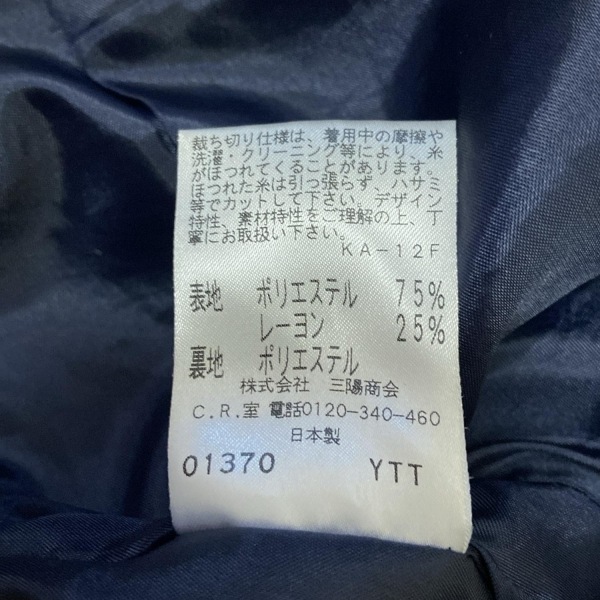 裁ち切り仕様は、着用中の摩擦や
洗濯・クリーニング等により、糸
がほつれてくることがあります。
ほつれた糸は引っ張らず、ハサミ
等でカットして下さい。デザイン
特性、素材特性をご理解の上、丁
寧にお取扱い下さい。
KA-12F
表地 ポリエステル 75%
レーヨン 25%
裏地 ポリエステル
株式会社 三陽商会
C.R.室 電話0120-340-460
日本製
01370 YTT